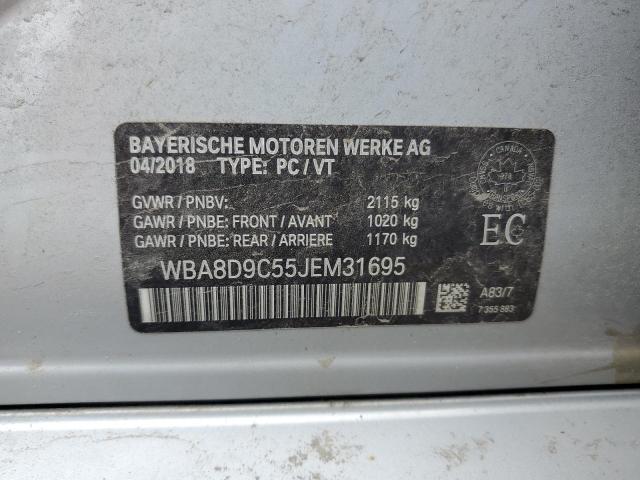 BAYERISCHE MOTOREN WERKE AG
04/2018 TYPE: PC / VT
GVWR / PNBV: 2115 kg
GAWR / PNBE: FRONT / AVANT 1020 kg
GAWR / PNBE: REAR / ARRIERE 1170 kg
CANADA
EC
WBA8D9C55JEM31695
A83/7
7 355 883